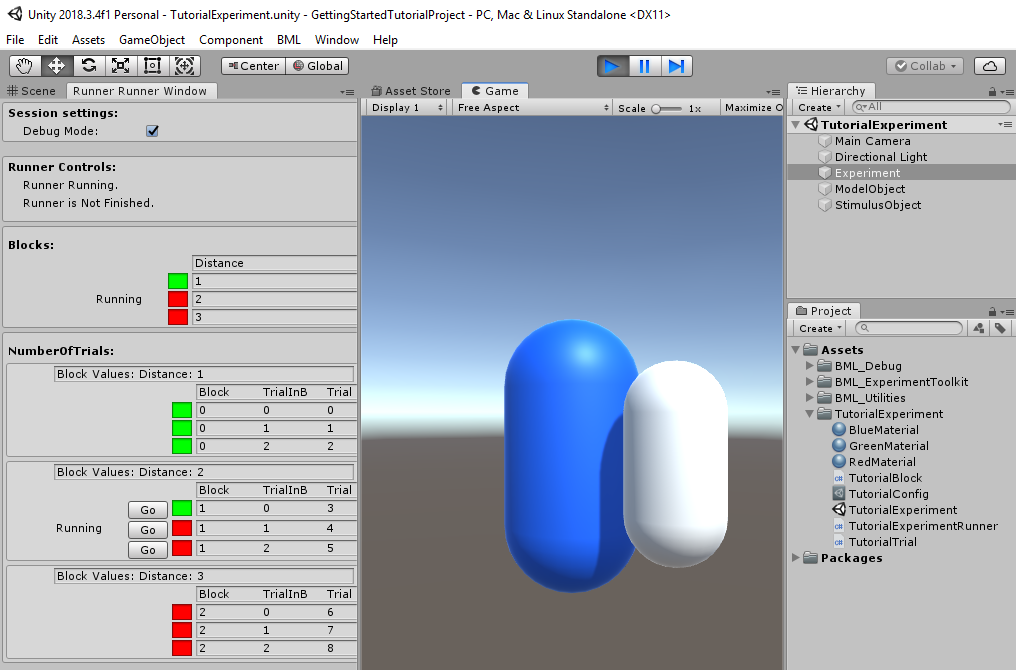 Unity 2018.3.4f1 Personal - TutorialExperiment.unity - GettingStartedTutorialProject - PC, Mac & Linux Standalone <DX11>
File Edit Assets GameObject Component BML Window Help
Center Global Collab
Scene Runner Runner Window
Session settings:
Debug Mode:
Runner Controls:
Runner Running.
Runner is Not Finished.
Blocks:
Distance
1
Running 2
3
NumberOfTrials:
Block Values: Distance: 1
Block TrialInB Trial
0 0 0
0 1 1
0 2 2
Block Values: Distance: 2
Block TrialInB Trial
Go 1 0 3
Running Go 1 1 4
Go 1 2 5
Block Values: Distance: 3
Block TrialInB Trial
2 0 6
2 1 7
2 2 8
Asset Store Game
Display 1 Free Aspect Scale 1x Maximize O
Hierarchy
Create All
TutorialExperiment
Main Camera
Directional Light
Experiment
ModelObject
StimulusObject
Project
Create
Assets
BML_Debug
BML_ExperimentToolkit
BML_Utilities
TutorialExperiment
BlueMaterial
GreenMaterial
RedMaterial
TutorialBlock
TutorialConfig
TutorialExperiment
TutorialExperimentRunner
TutorialTrial
Packages